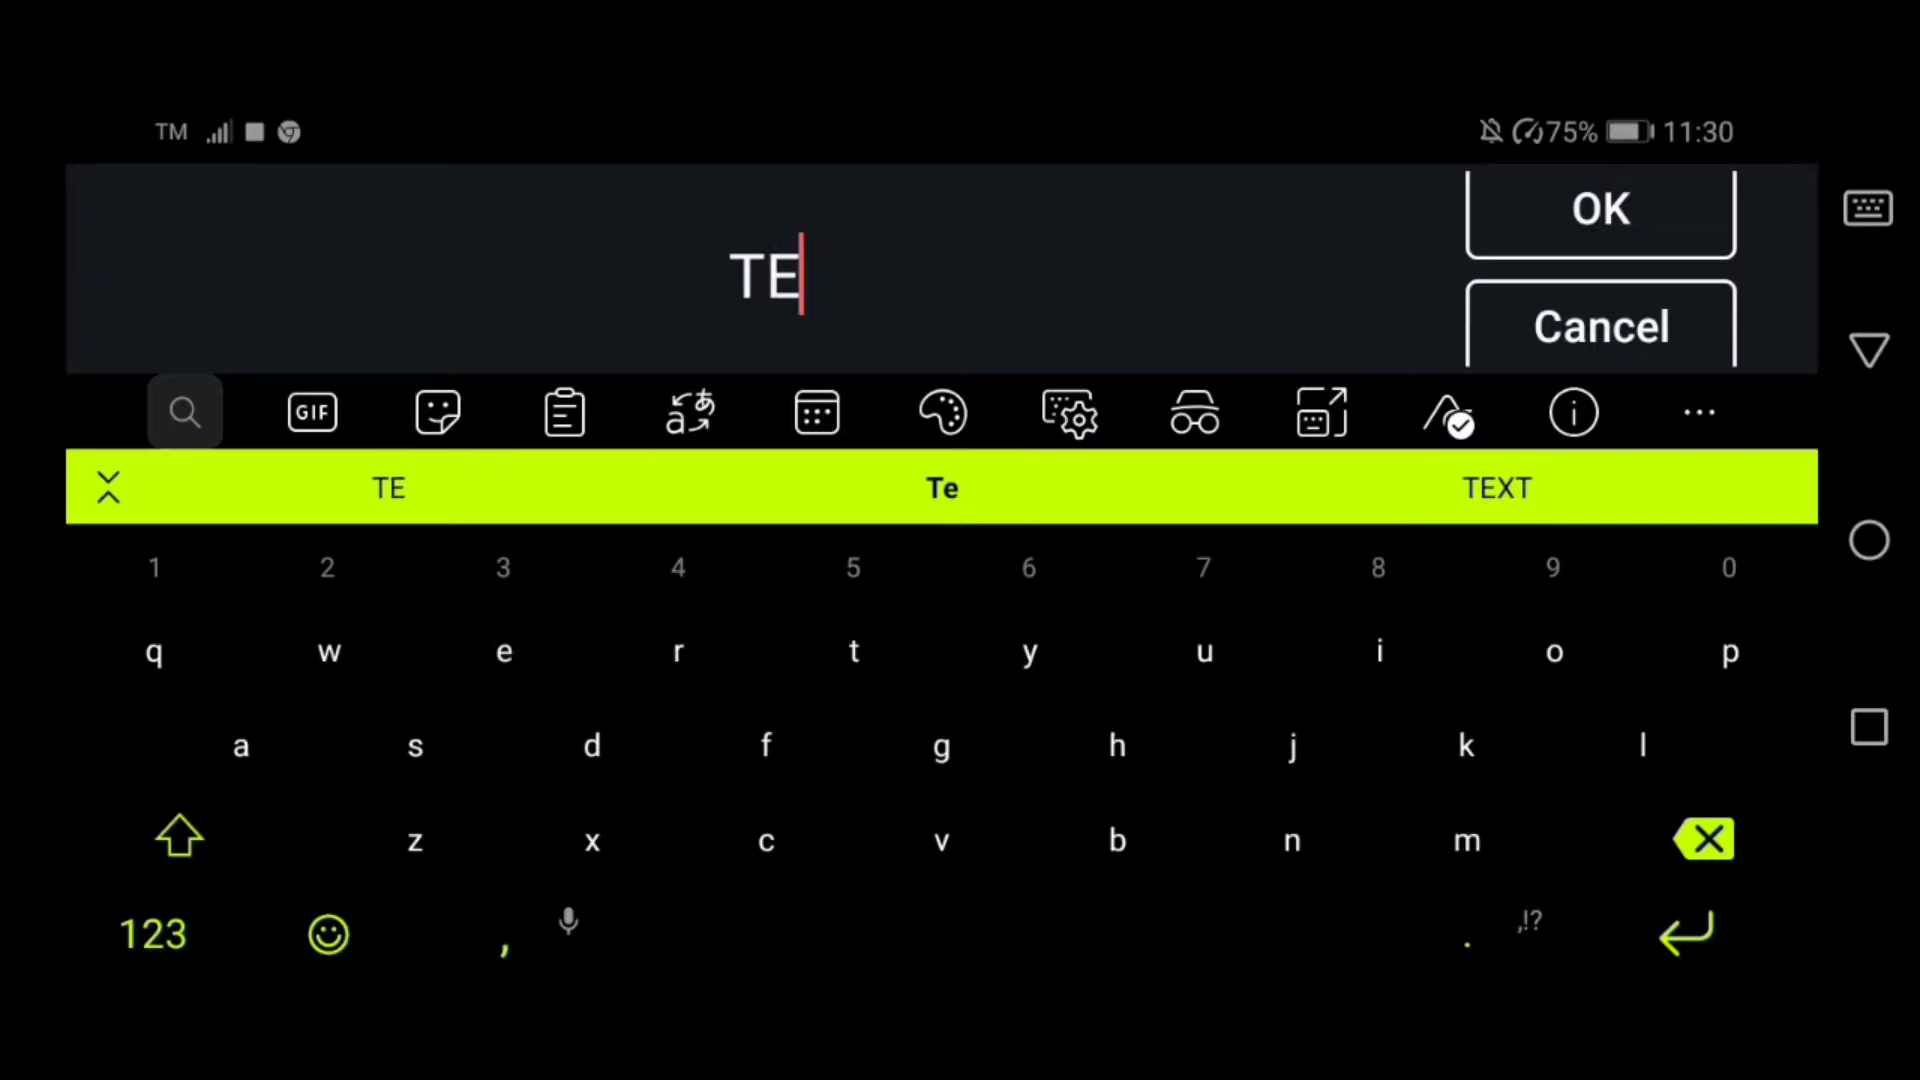 TM 75% 11:30
OK
TE
Cancel
GIF a あ
TE Te TEXT
1 2 3 4 5 6 7 8 9 0
q w e r t y u i o p
a s d f g h j k l
z x c v b n m
123 , . ,!?